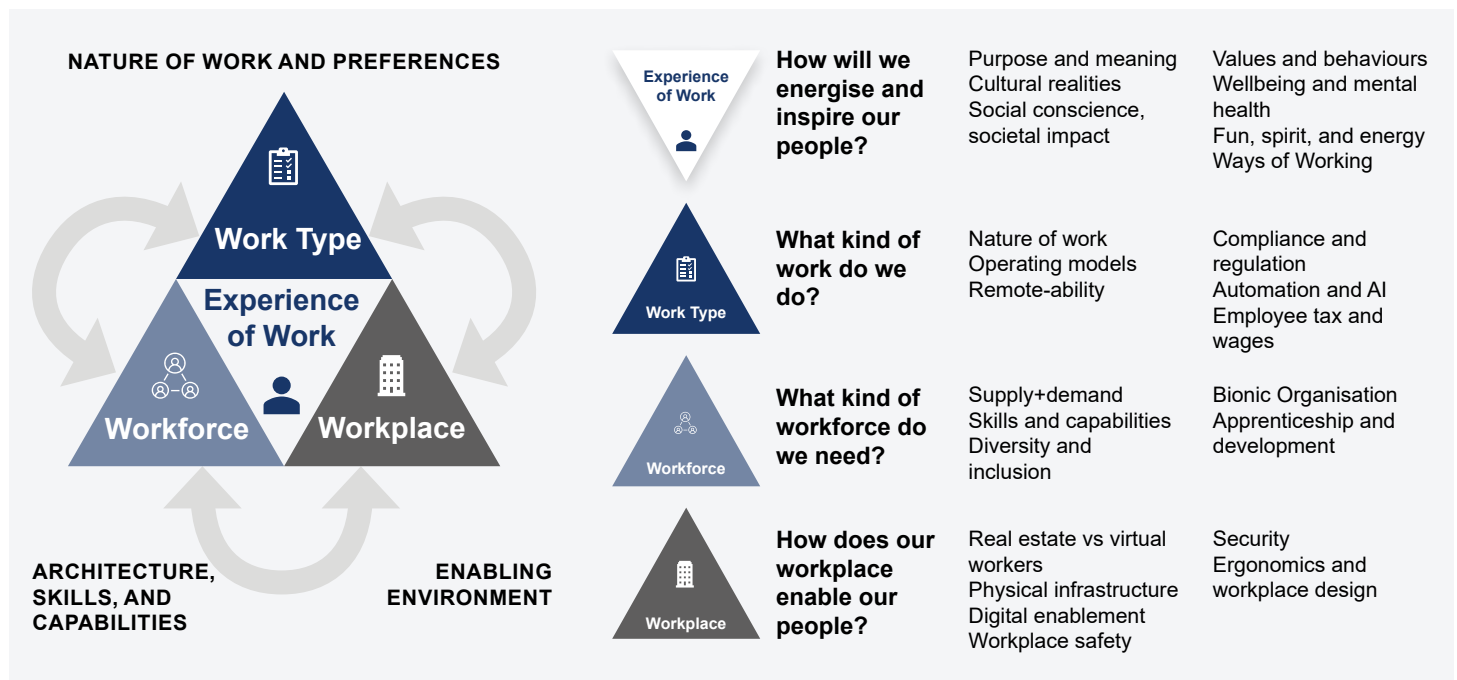 NATURE OF WORK AND PREFERENCES
Work Type
Experience
of Work
Workforce
Workplace
ARCHITECTURE,
SKILLS, AND
CAPABILITIES
ENABLING
ENVIRONMENT
Experience
of Work
How will we
energise and
inspire our
people?
Purpose and meaning
Cultural realities
Social conscience,
societal impact
Values and behaviours
Wellbeing and mental
health
Fun, spirit, and energy
Ways of Working
Work Type
What kind of
work do we
do?
Nature of work
Operating models
Remote-ability
Compliance and
regulation
Automation and AI
Employee tax and
wages
Workforce
What kind of
workforce do
we need?
Supply+demand
Skills and capabilities
Diversity and
inclusion
Bionic Organisation
Apprenticeship and
development
Workplace
How does our
workplace
enable our
people?
Real estate vs virtual
workers
Physical infrastructure
Digital enablement
Workplace safety
Security
Ergonomics and
workplace design